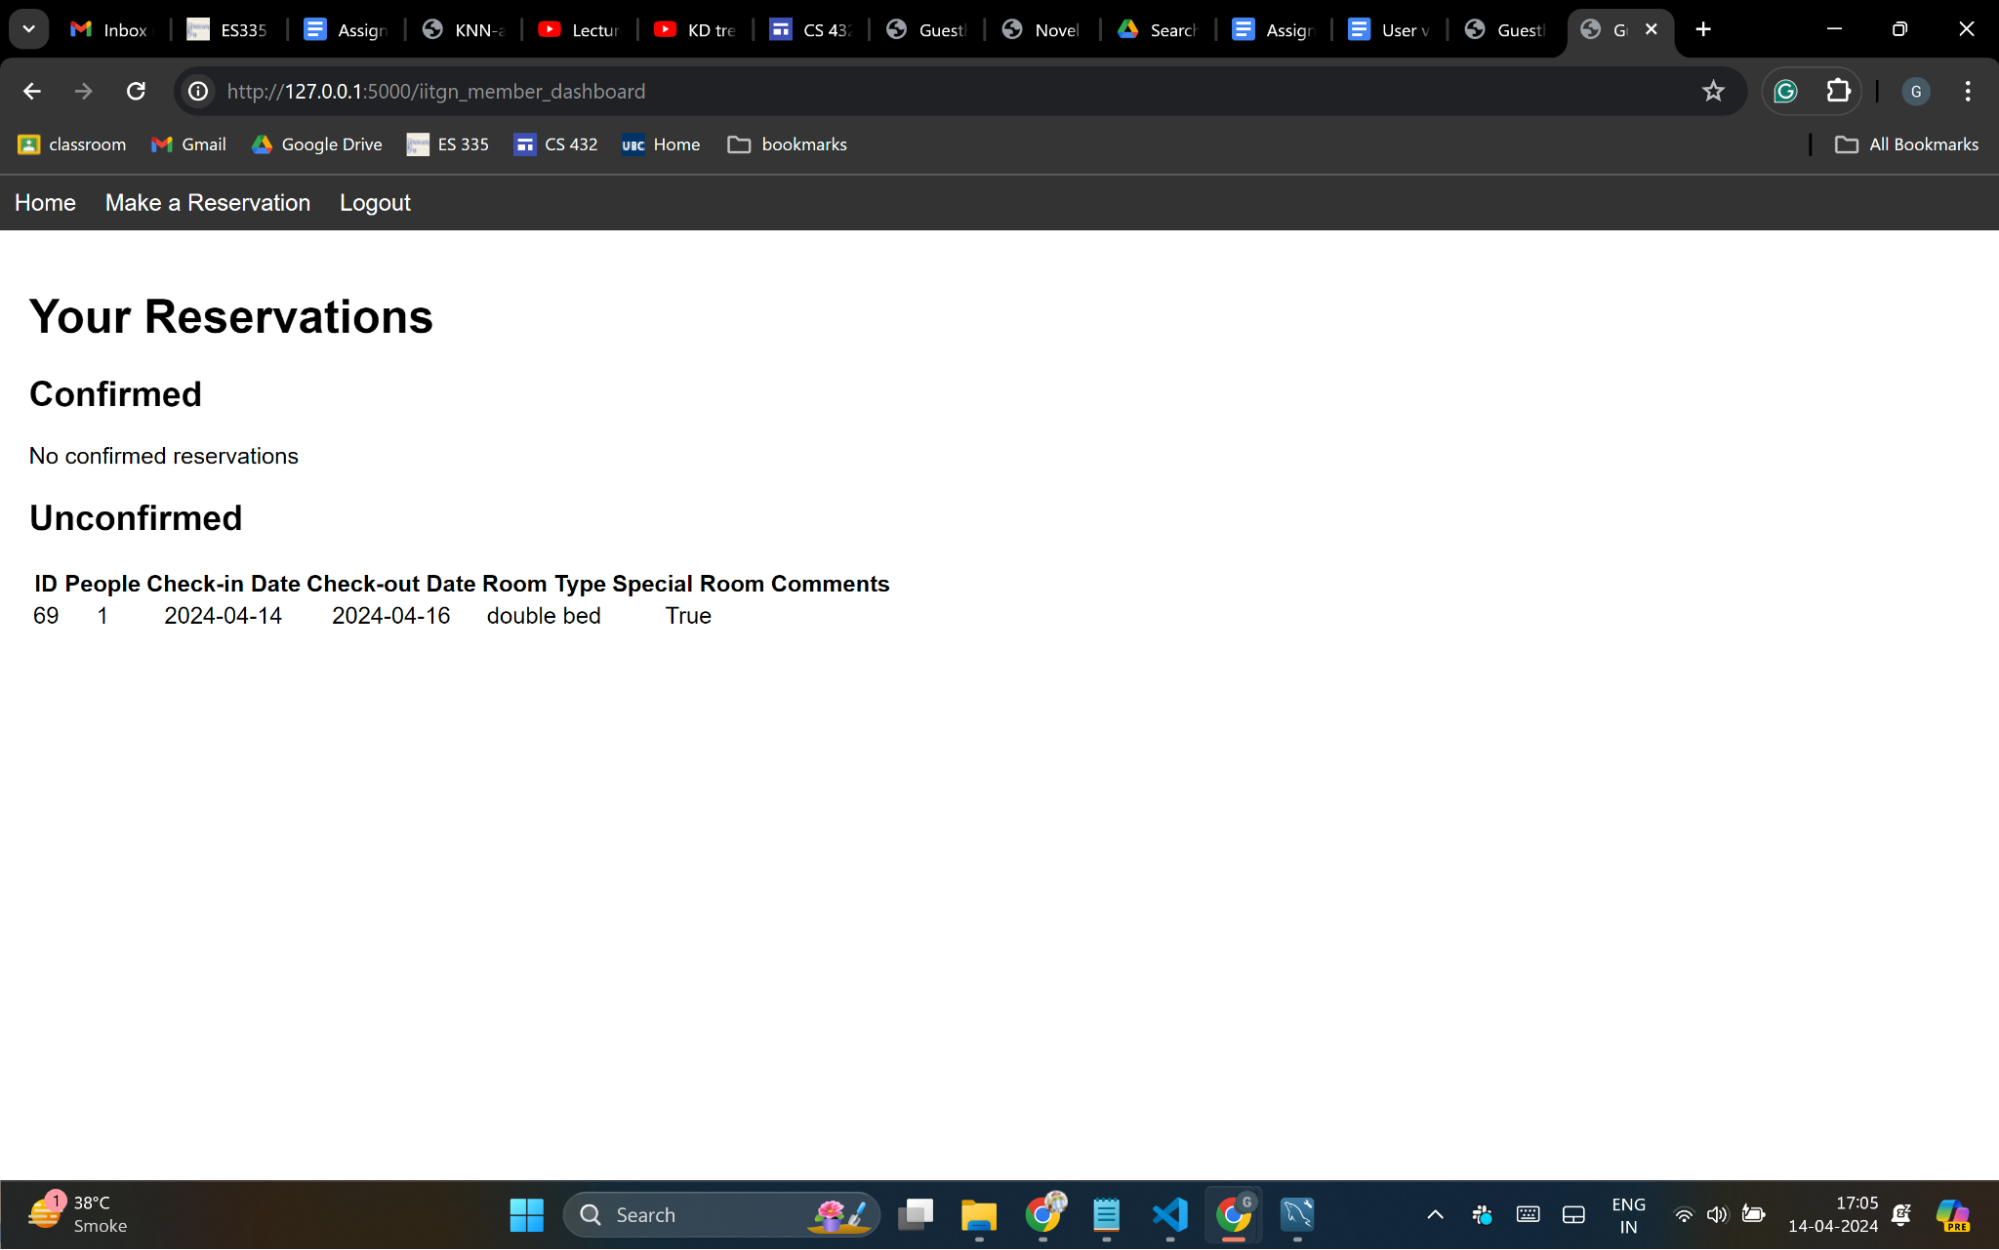 Inbox ES335 Assign KNN-a Lectur KD tre CS 432 Guest Novel Search Assign User v Guest G
http://127.0.0.1:5000/iitgn_member_dashboard G
classroom Gmail Google Drive ES 335 CS 432 UBC Home bookmarks All Bookmarks
Home Make a Reservation Logout
Your Reservations
Confirmed
No confirmed reservations
Unconfirmed
ID People Check-in Date Check-out Date Room Type Special Room Comments
69 1 2024-04-14 2024-04-16 double bed True
1 38°C
Smoke
Search
G
ENG
IN
17:05
14-04-2024
PRE